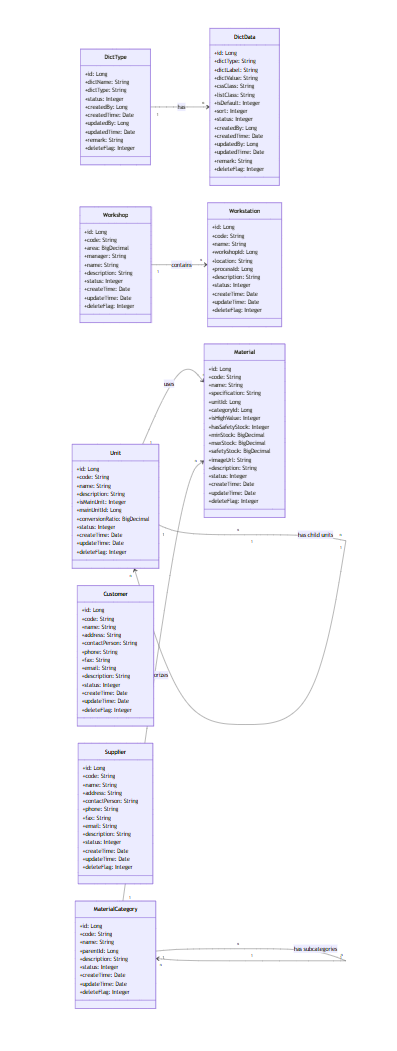 DictType
+id: Long
+dictName: String
+dictType: String
+status: Integer
+createdBy: Long
+createdTime: Date
+updatedBy: Long
+updatedTime: Date
+remark: String
+deleteFlag: Integer
has
1
*
DictData
+id: Long
+dictType: String
+dictLabel: String
+dictValue: String
+cssClass: String
+listClass: String
+isDefault: Integer
+sort: Integer
+status: Integer
+createdBy: Long
+createdTime: Date
+updatedBy: Long
+updatedTime: Date
+remark: String
+deleteFlag: Integer
Workshop
+id: Long
+code: String
+area: BigDecimal
+manager: String
+name: String
+description: String
+status: Integer
+createTime: Date
+updateTime: Date
+deleteFlag: Integer
contains
1
*
Workstation
+id: Long
+code: String
+name: String
+workshopId: Long
+location: String
+processId: Long
+description: String
+status: Integer
+createTime: Date
+updateTime: Date
+deleteFlag: Integer
Material
+id: Long
+code: String
+name: String
+specification: String
+unitId: Long
+categoryId: Long
+isHighValue: Integer
+hasSafetyStock: Integer
+minStock: BigDecimal
+maxStock: BigDecimal
+safetyStock: BigDecimal
+imageUrl: String
+description: String
+status: Integer
+createTime: Date
+updateTime: Date
+deleteFlag: Integer
uses
1
Unit
+id: Long
+code: String
+name: String
+description: String
+isMainUnit: Integer
+mainUnitId: Long
+conversionRatio: BigDecimal
+status: Integer
+createTime: Date
+updateTime: Date
+deleteFlag: Integer
has child units
1
*
1
*
1
Customer
+id: Long
+code: String
+name: String
+address: String
+contactPerson: String
+phone: String
+fax: String
+email: String
+description: String
+status: Integer
+createTime: Date
+updateTime: Date
+deleteFlag: Integer
orizes
Supplier
+id: Long
+code: String
+name: String
+address: String
+contactPerson: String
+phone: String
+fax: String
+email: String
+description: String
+status: Integer
+createTime: Date
+updateTime: Date
+deleteFlag: Integer
1
MaterialCategory
+id: Long
+code: String
+name: String
+parentId: Long
+description: String
+status: Integer
+createTime: Date
+updateTime: Date
+deleteFlag: Integer
has subcategories
1
*
1
*